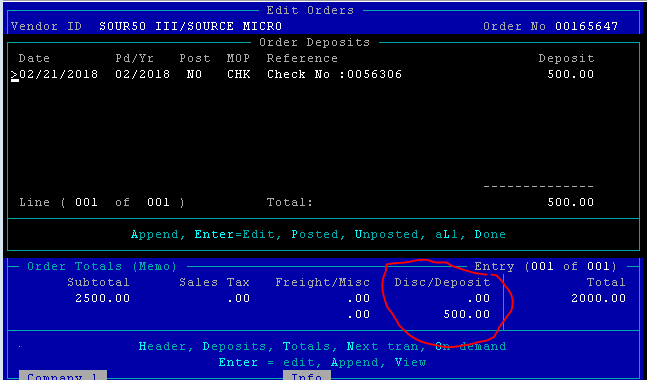 Edit Orders
Vendor ID SOUR50 III/SOURCE MICRO Order No 00165647
Order Deposits
Date Pd/Yr Post MOP Reference Deposit
>02/21/2018 02/2018 NO CHK Check No :0056306 500.00
Line ( 001 of 001 ) Total: 500.00
Append, Enter=Edit, Posted, Unposted, aLl, Done
Order Totals (Memo) Entry (001 of 001)
Subtotal Sales Tax Freight/Misc Disc/Deposit Total
2500.00 .00 .00 .00 2000.00
.00 500.00
Header, Deposits, Totals, Next tran, On-demand
Enter = edit, Append, View
Company 1 Info